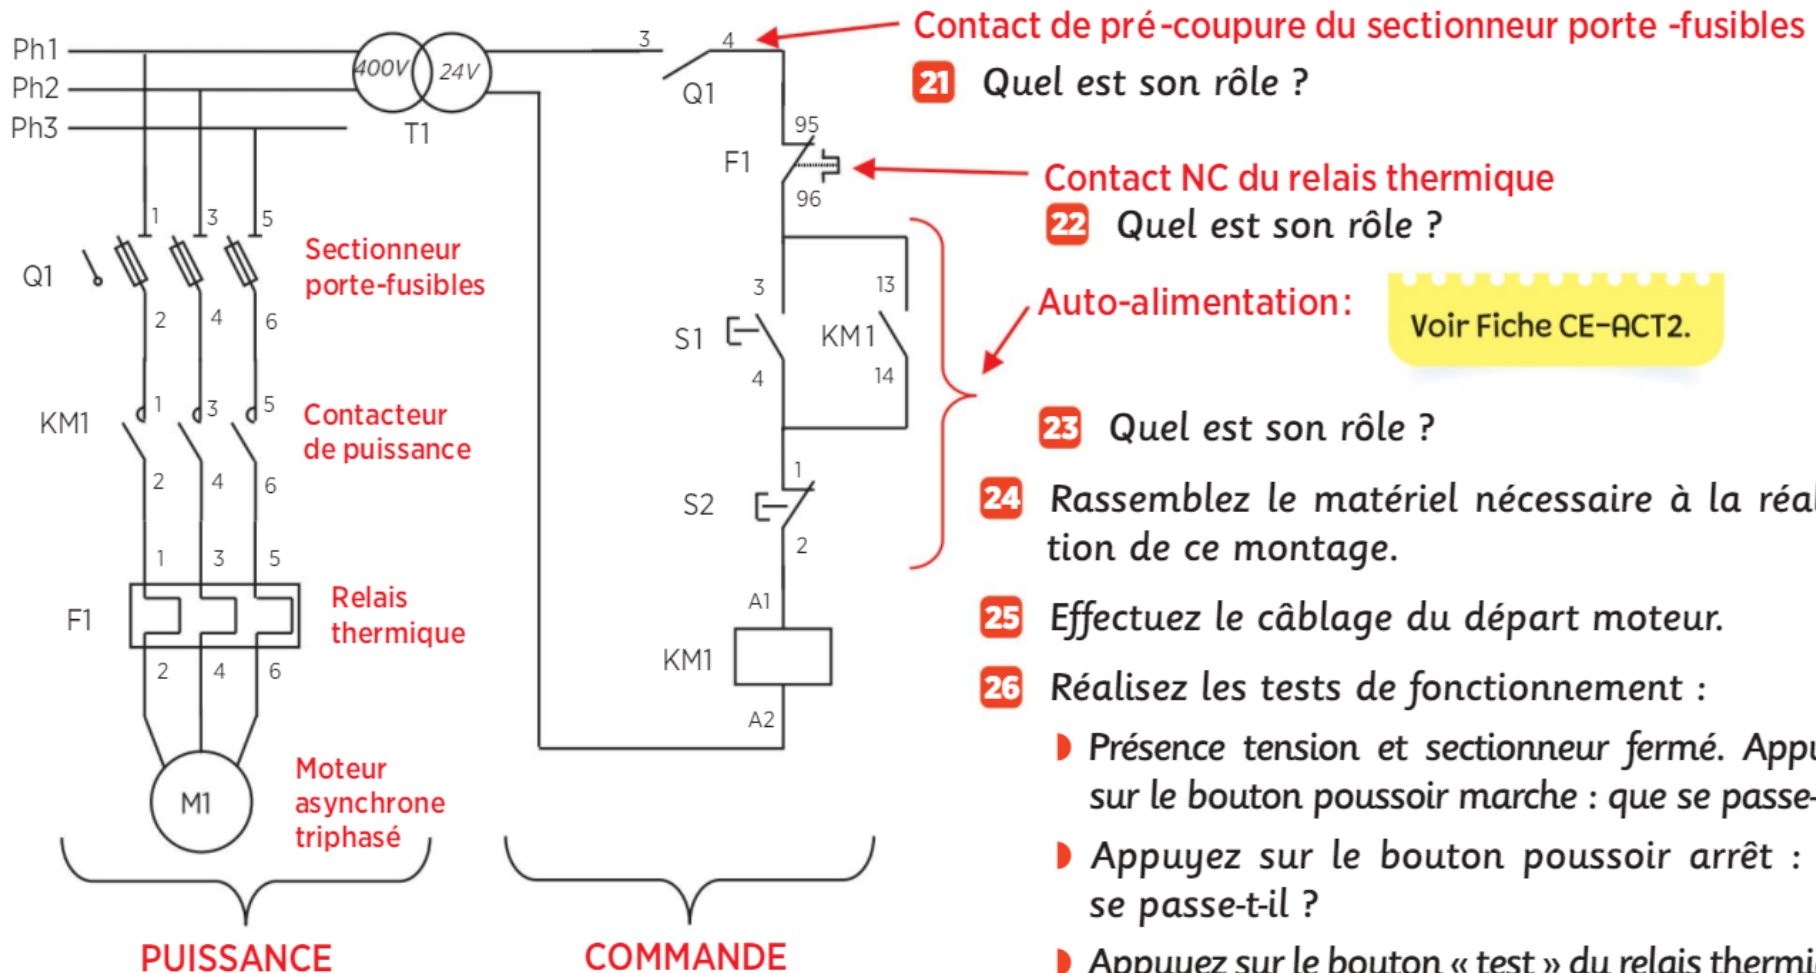 Ph1
Ph2
Ph3
400V
24V
T1
3
4
Q1
Contact de pré-coupure du sectionneur porte -fusibles
21 Quel est son rôle ?
95
F1
96
Contact NC du relais thermique
22 Quel est son rôle ?
1
3
5
Q1
2
4
6
Sectionneur
porte-fusibles
3
S1
4
13
KM1
14
Auto-alimentation :
Voir Fiche CE-ACT2.
23 Quel est son rôle ?
KM1
1
3
5
2
4
6
Contacteur
de puissance
1
S2
2
24 Rassemblez le matériel nécessaire à la
tion de ce montage.
1
3
5
F1
2
4
6
Relais
thermique
A1
KM1
A2
25 Effectuez le câblage du départ moteur.
26 Réalisez les tests de fonctionnement :
Présence tension et sectionneur fermé.
sur le bouton poussoir marche : que se
Appuyez sur le bouton poussoir arrêt :
se passe-t-il ?
Appuyez sur le bouton « test » du relais
M1
Moteur
asynchrone
triphasé
PUISSANCE
COMMANDE